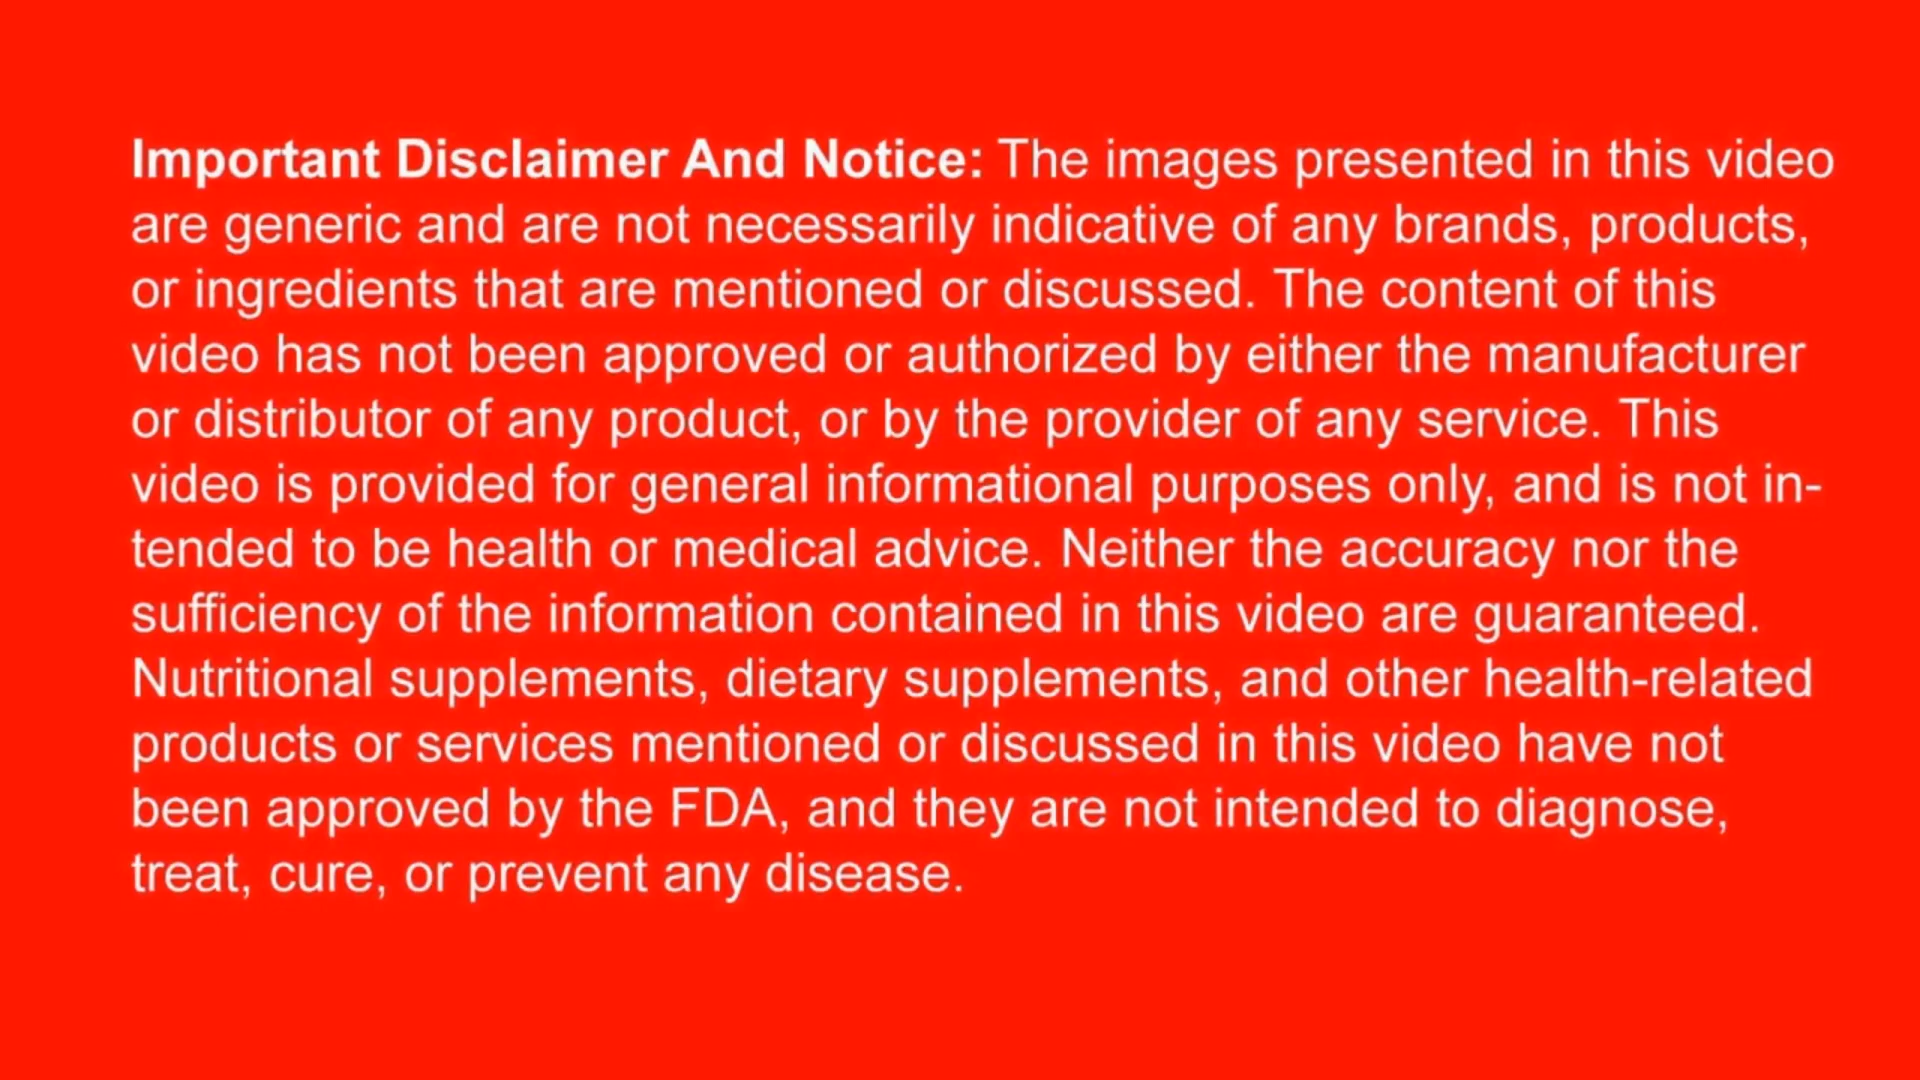 Important Disclaimer And Notice: The images presented in this video
are generic and are not necessarily indicative of any brands, products,
or ingredients that are mentioned or discussed. The content of this
video has not been approved or authorized by either the manufacturer
or distributor of any product, or by the provider of any service. This
video is provided for general informational purposes only, and is not in-
tended to be health or medical advice. Neither the accuracy nor the
sufficiency of the information contained in this video are guaranteed.
Nutritional supplements, dietary supplements, and other health-related
products or services mentioned or discussed in this video have not
been approved by the FDA, and they are not intended to diagnose,
treat, cure, or prevent any disease.